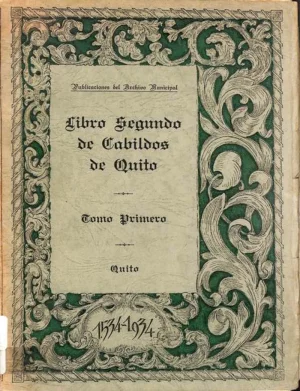 Publicaciones del Archivo Municipal
Libro Segundo
de Cabildos
de Quito
Tomo Primero
Quito
1534-1934